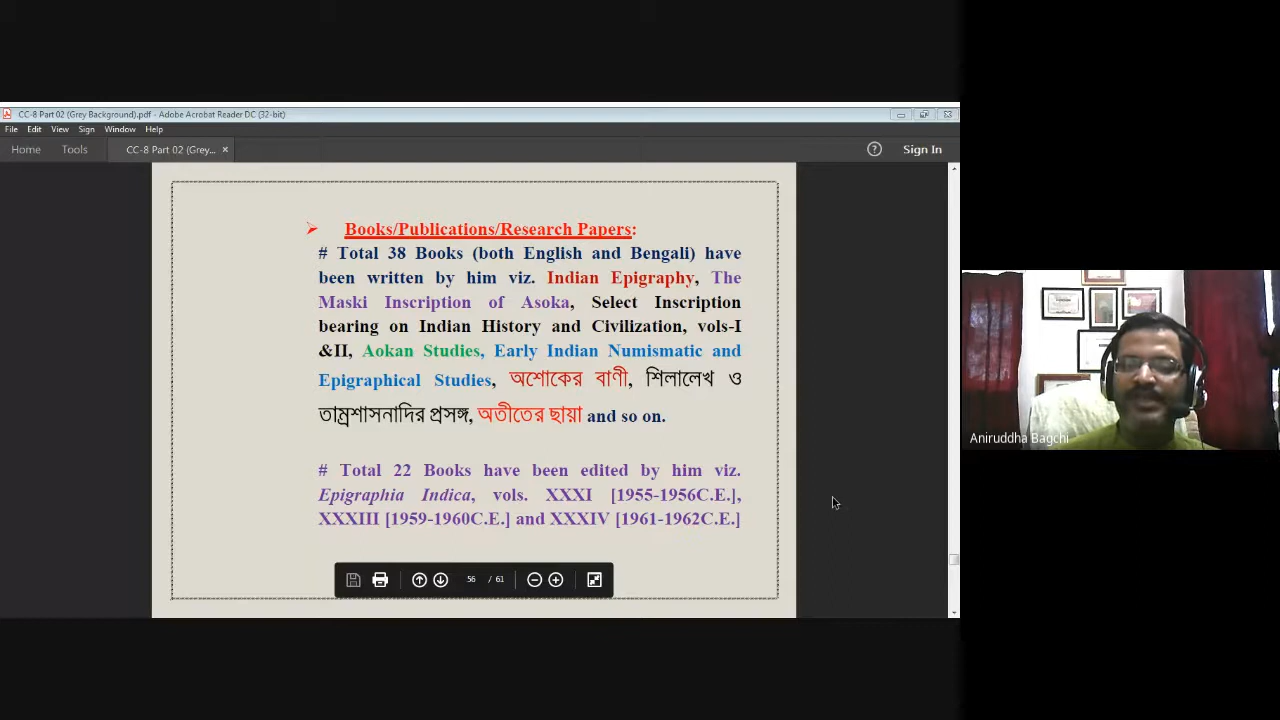 CC-8 Part 02 (Grey Background).pdf - Adobe Acrobat Reader DC (32-bit)
File Edit View Sign Window Help
Home Tools CC-8 Part 02 (Grey... × ? Sign In
Books/Publications/Research Papers:
# Total 38 Books (both English and Bengali) have
been written by him viz. Indian Epigraphy, The
Maski Inscription of Asoka, Select Inscription
bearing on Indian History and Civilization, vols-I
&II, Aokan Studies, Early Indian Numismatic and
Epigraphical Studies, অশোকের বাণী, শিলালেখ ও
তাম্রশাসনাদির প্রসঙ্গ, অতীতের ছায়া and so on.
# Total 22 Books have been edited by him viz.
Epigraphia Indica, vols. XXXI [1955-1956C.E.],
XXXIII [1959-1960C.E.] and XXXIV [1961-1962C.E.]
56 / 61
Aniruddha Bagchi